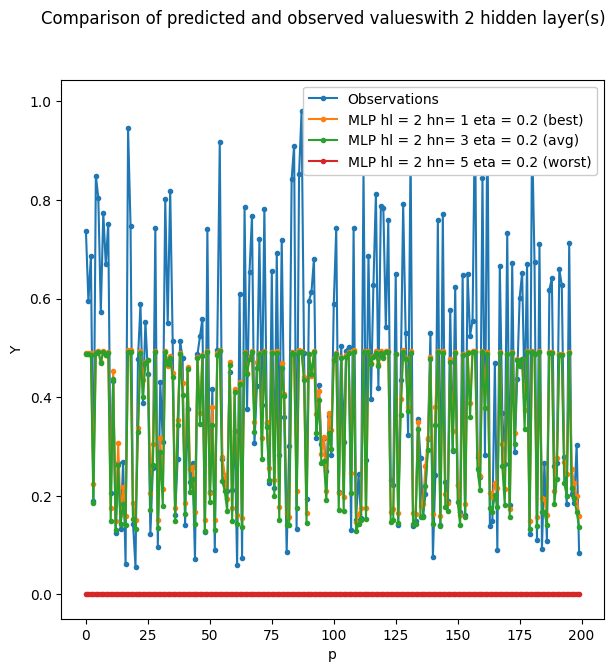 Comparison of predicted and observed valueswith 2 hidden layer(s)
Observations
MLP hl = 2 hn= 1 eta = 0.2 (best)
MLP hl = 2 hn= 3 eta = 0.2 (avg)
MLP hl = 2 hn= 5 eta = 0.2 (worst)
1.0
0.8
0.6
0.4
0.2
0.0
Y
0 25 50 75 100 125 150 175 200
p